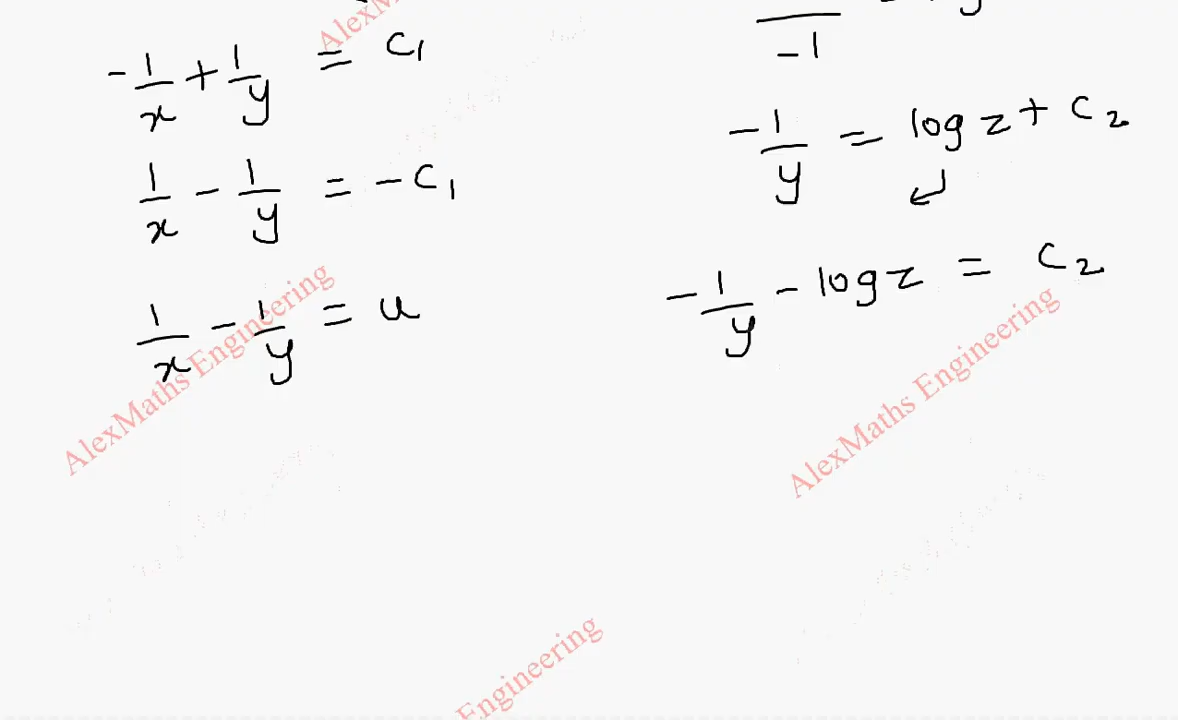 -1/x + 1/y = c1
1/x - 1/y = -c1
1/x - 1/y = u
-1
-1/y = log z + c2
-1/y - log z = c2
AlexMaths Engineering
AlexMaths Engineering
Engineering